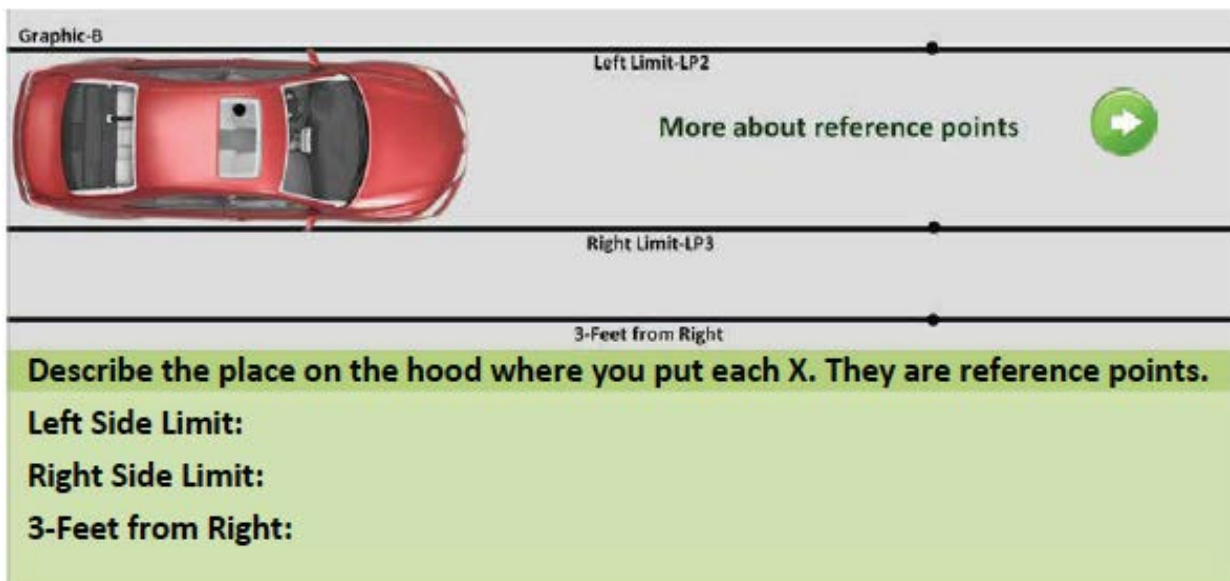 Graphic-B
Left Limit-LP2
More about reference points
Right Limit-LP3
3-Feet from Right
Describe the place on the hood where you put each X. They are reference points.
Left Side Limit:
Right Side Limit:
3-Feet from Right: